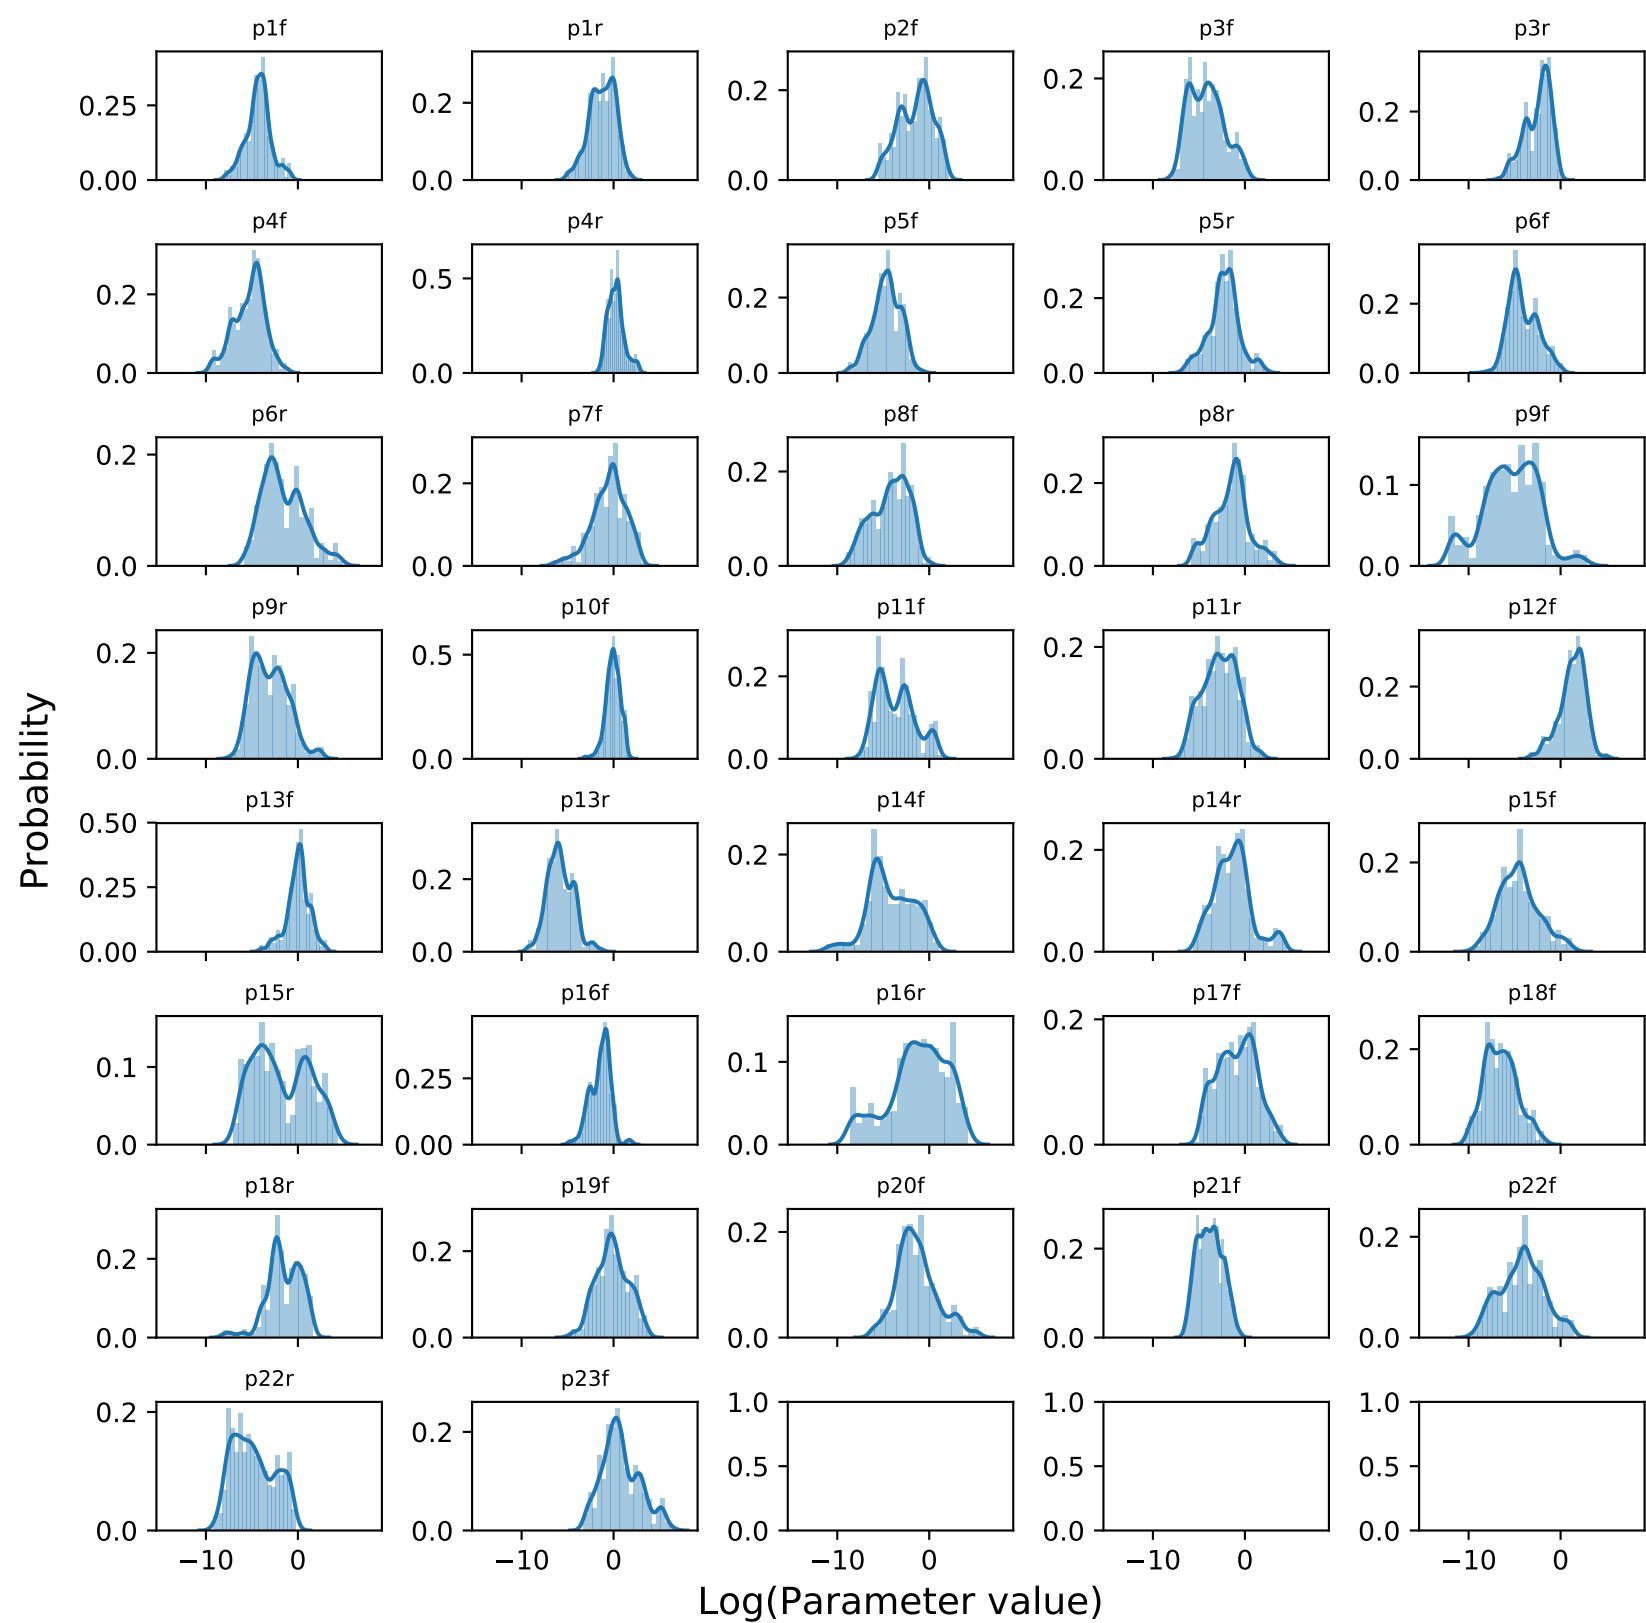 p1f p1r p2f p3f p3r
0.25 0.2 0.2 0.2 0.2
0.00 0.0 0.0 0.0 0.0
p4f p4r p5f p5r p6f
0.2 0.5 0.2 0.2 0.2
0.0 0.0 0.0 0.0 0.0
p6r p7f p8f p8r p9f
0.2 0.2 0.2 0.2 0.1
0.0 0.0 0.0 0.0 0.0
p9r p10f p11f p11r p12f
0.2 0.5 0.2 0.2 0.2
0.0 0.0 0.0 0.0 0.0
Probability
p13f p13r p14f p14r p15f
0.50
0.25 0.2 0.2 0.2 0.2
0.00 0.0 0.0 0.0 0.0
p15r p16f p16r p17f p18f
0.1 0.25 0.1 0.2 0.2
0.0 0.00 0.0 0.0 0.0
p18r p19f p20f p21f p22f
0.2 0.2 0.2 0.2 0.2
0.0 0.0 0.0 0.0 0.0
p22r p23f
0.2 0.2 1.0 1.0 1.0
0.5 0.5 0.5
0.0 0.0 0.0 0.0 0.0
−10 0 −10 0 −10 0 −10 0 −10 0
Log(Parameter value)